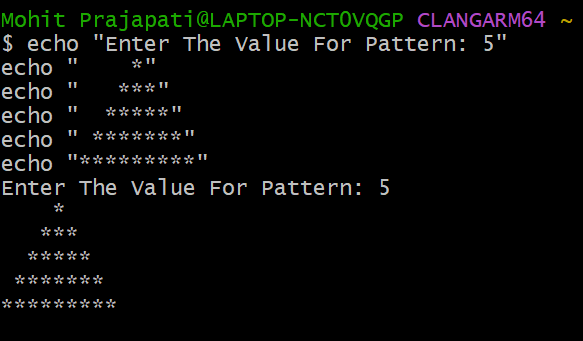 Mohit Prajapati@LAPTOP-NCT0VQGP CLANGARM64 ~
$ echo "Enter The Value For Pattern: 5"
echo "    *"
echo "   ***"
echo "  *****"
echo " *******"
echo "*********"
Enter The Value For Pattern: 5
    *
   ***
  *****
 *******
*********